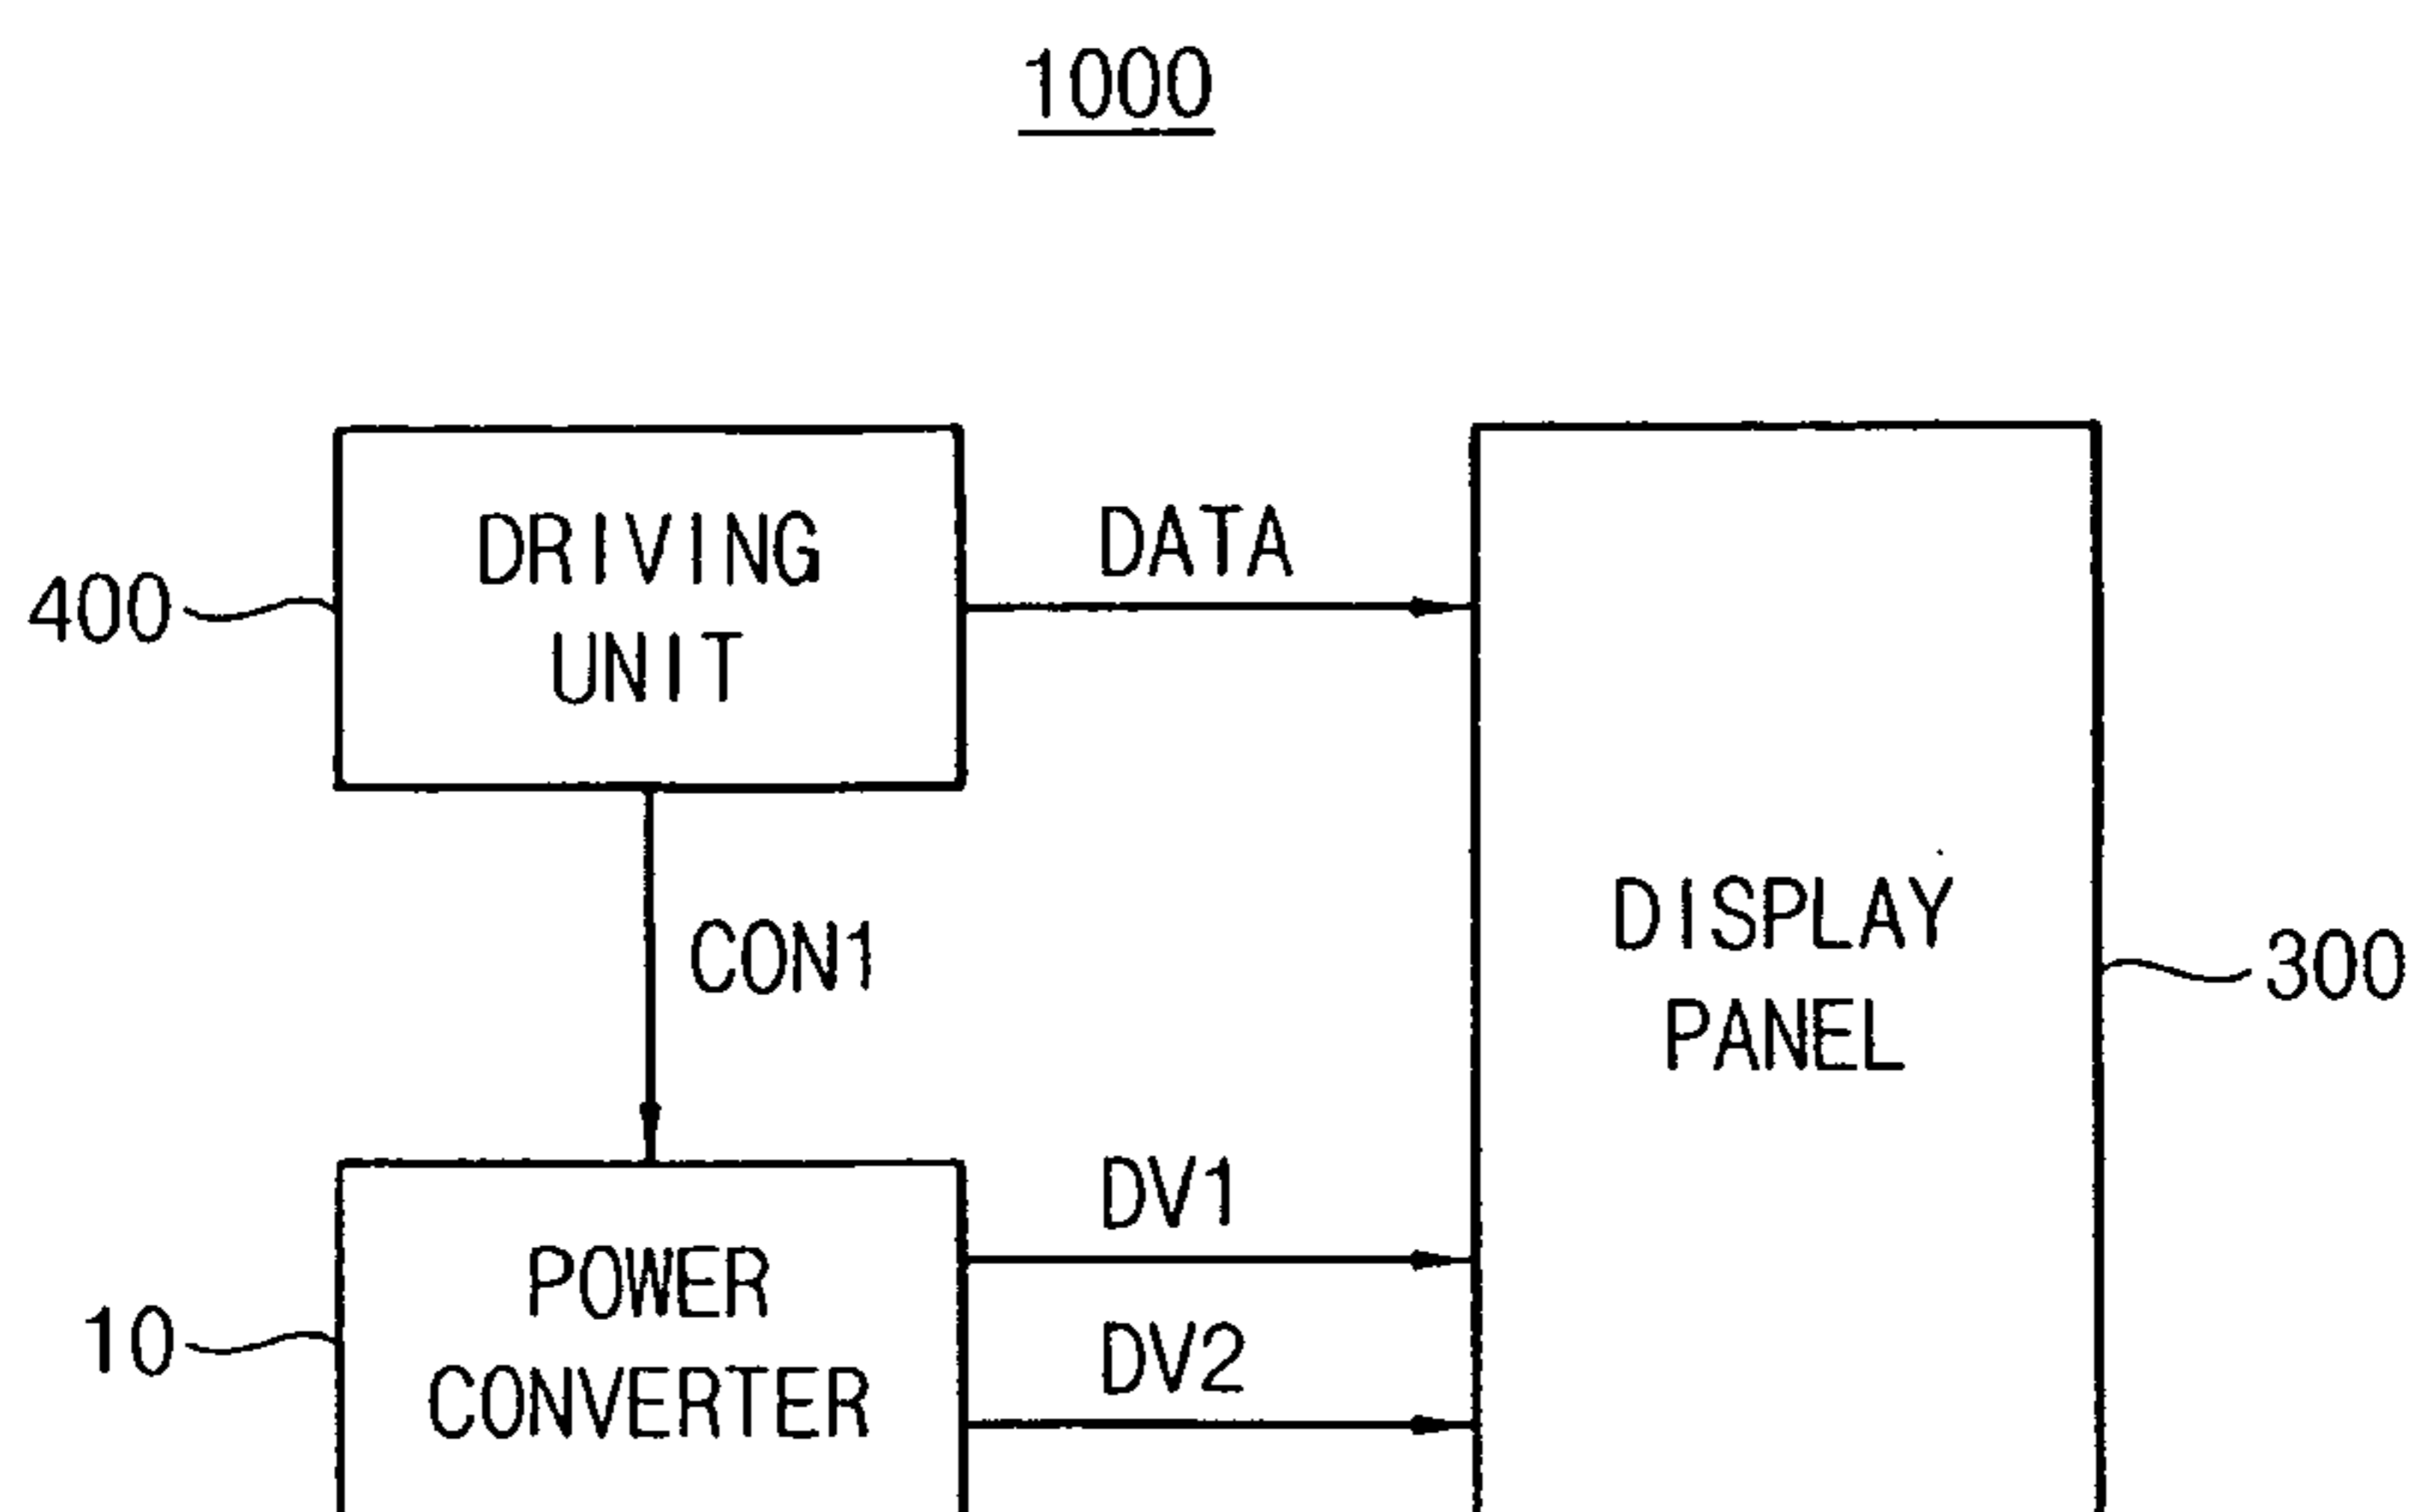 1000
DRIVING
UNIT
400
DATA
CON1
DISPLAY
PANEL
300
DV1
POWER
CONVERTER
10
DV2